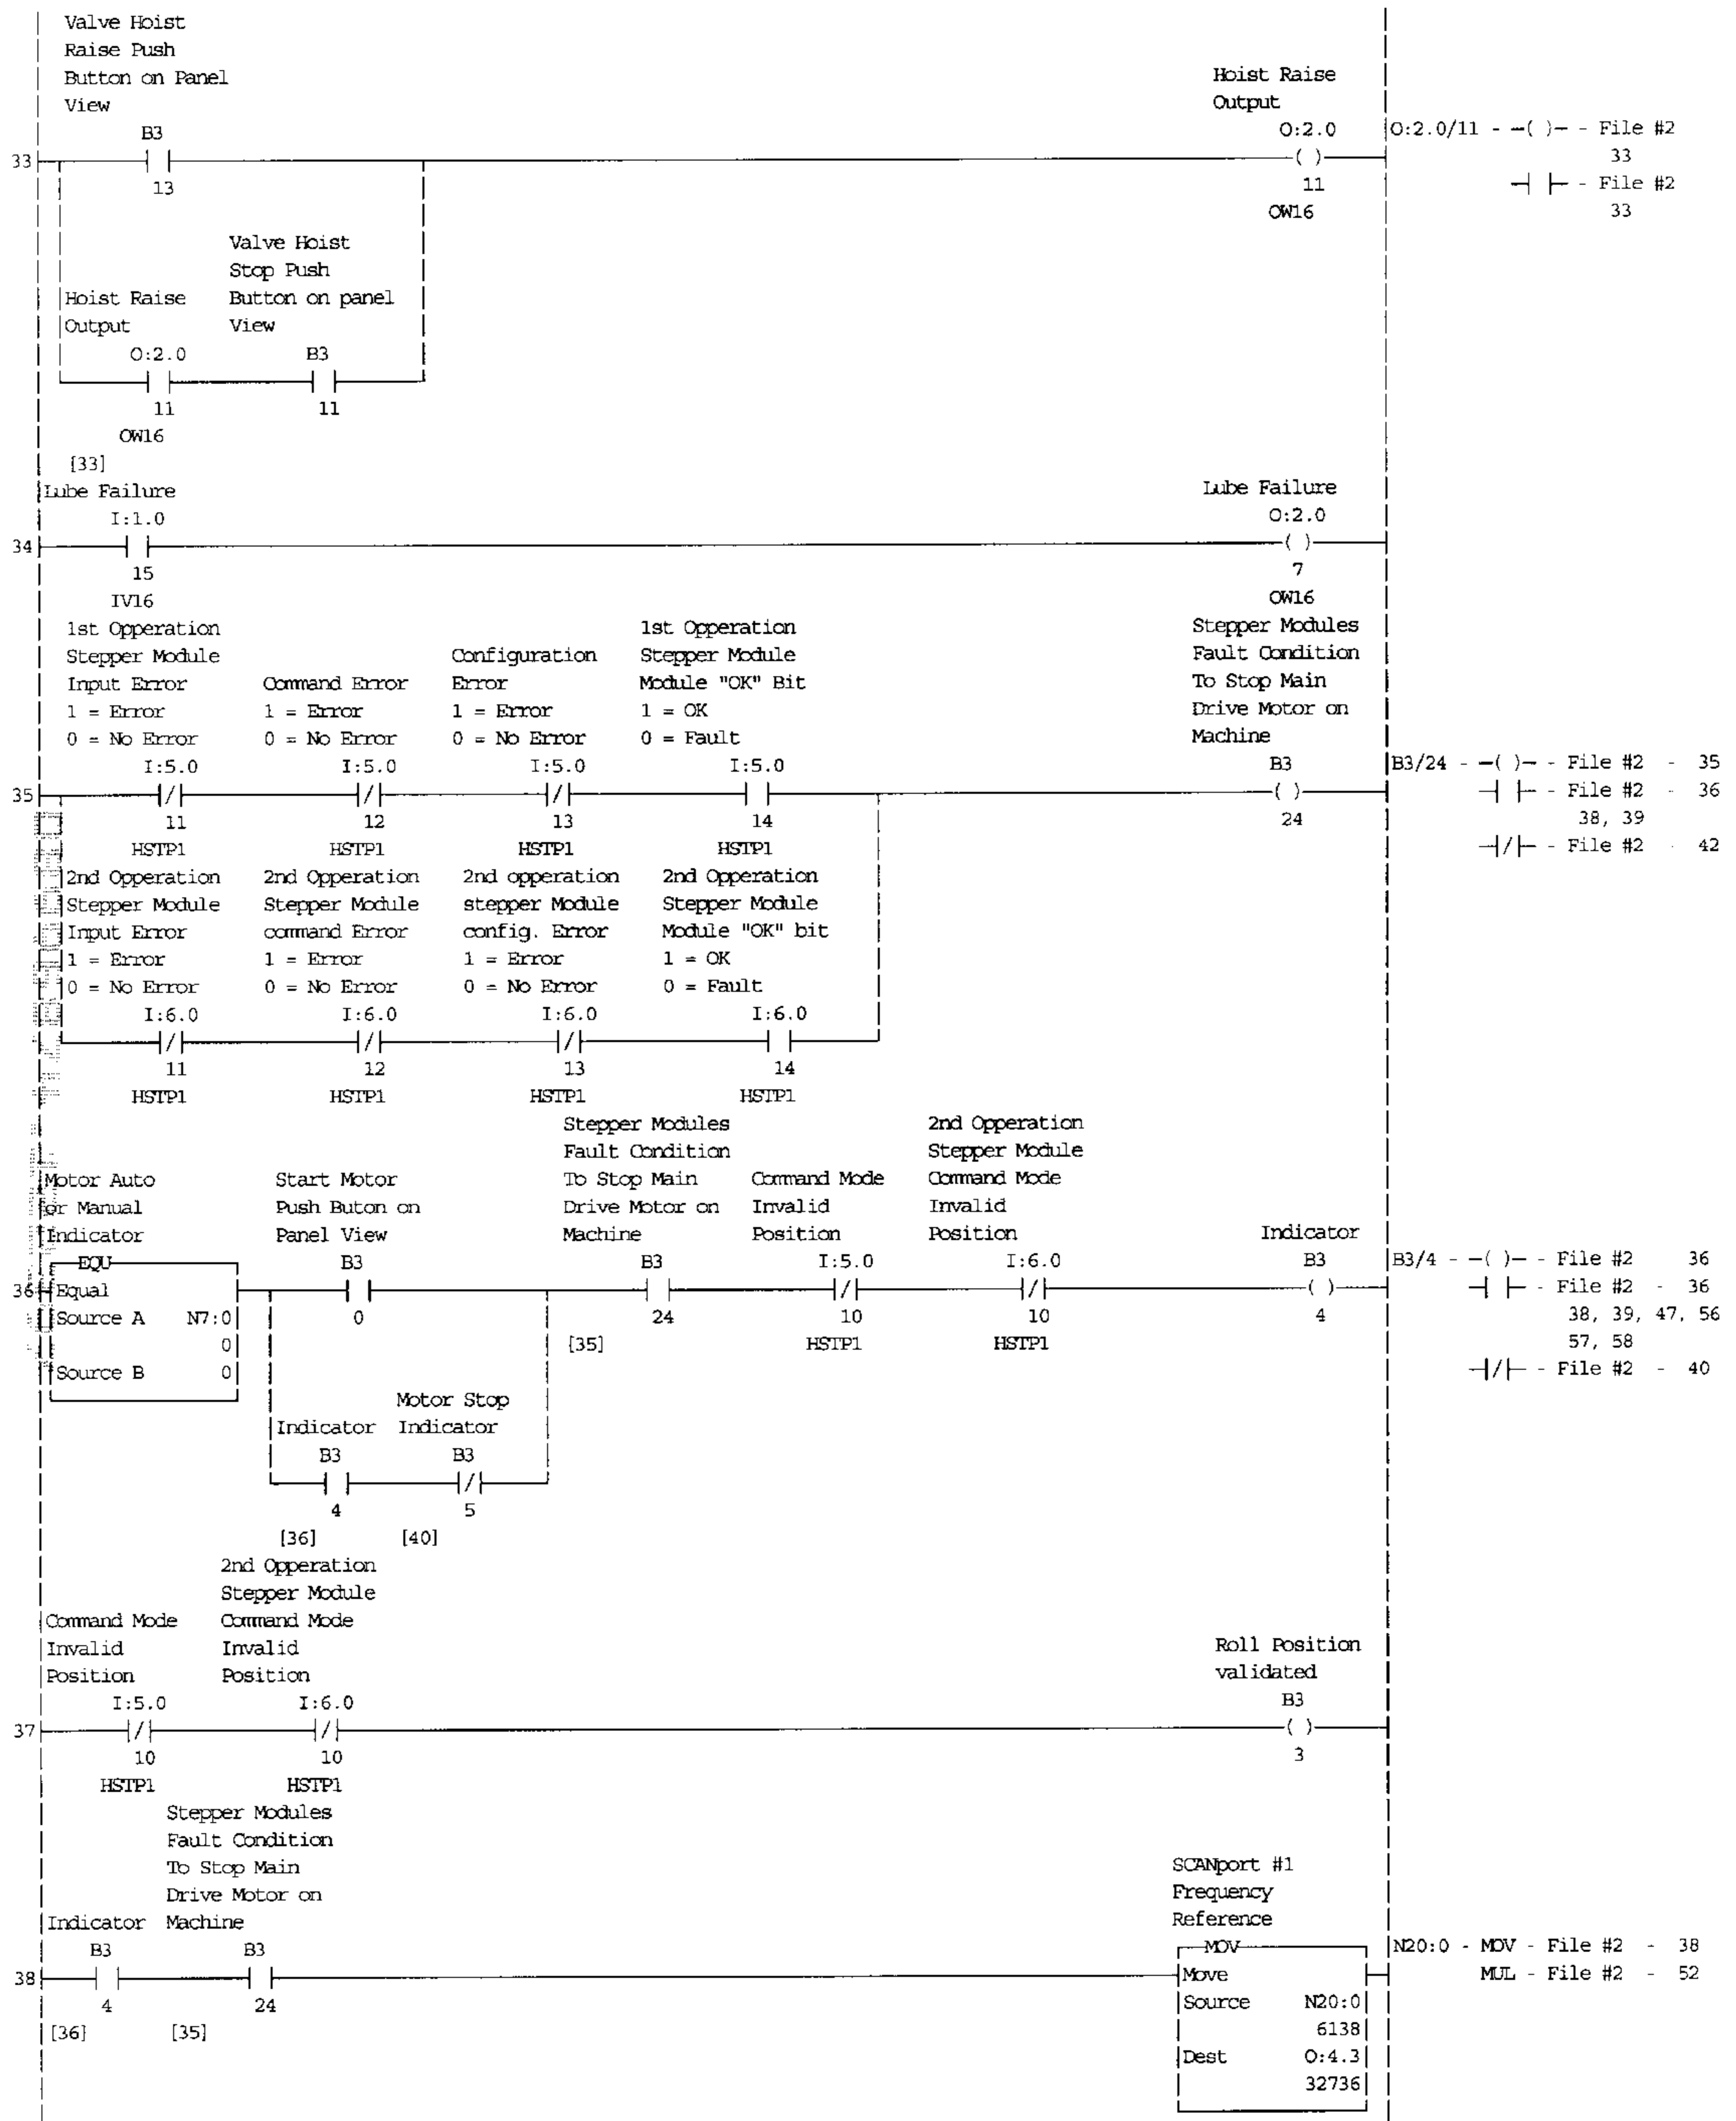 Valve Hoist
Raise Push
Button on Panel
View
Hoist Raise
Output
B3
O:2.0
O:2.0/11 - -( )- - File #2
33
33
13
11
OW16
-| |- - File #2
33
Valve Hoist
Stop Push
Button on panel
View
Hoist Raise
Output
O:2.0
B3
11
11
OW16
[33]
Lube Failure
I:1.0
Lube Failure
O:2.0
34
15
IV16
7
OW16
1st Opperation
Stepper Module
Input Error
1 = Error
0 = No Error
Command Error
1 = Error
0 = No Error
Configuration
Error
1 = Error
0 = No Error
1st Opperation
Stepper Module
Module "OK" Bit
1 = OK
0 = Fault
Stepper Modules
Fault Condition
To Stop Main
Drive Motor on
Machine
I:5.0 I:5.0 I:5.0 I:5.0 B3
B3/24 - -( )- - File #2 - 35
-| |- - File #2 - 36
38, 39
-|/|- - File #2 - 42
35
11 12 13 14 24
HSTP1 HSTP1 HSTP1 HSTP1
2nd Opperation
Stepper Module
Input Error
1 = Error
0 = No Error
2nd Opperation
Stepper Module
command Error
1 = Error
0 = No Error
2nd opperation
stepper Module
config. Error
1 = Error
0 = No Error
2nd Opperation
Stepper Module
Module "OK" bit
1 = OK
0 = Fault
I:6.0 I:6.0 I:6.0 I:6.0
11 12 13 14
HSTP1 HSTP1 HSTP1 HSTP1
Motor Auto
or Manual
Indicator
Start Motor
Push Buton on
Panel View
Stepper Modules
Fault Condition
To Stop Main
Drive Motor on
Machine
Command Mode
Invalid
Position
2nd Opperation
Stepper Module
Command Mode
Invalid
Position
Indicator
EQU
B3 B3 I:5.0 I:6.0 B3
B3/4 - -( )- - File #2 36
-| |- - File #2 - 36
38, 39, 47, 56
57, 58
-|/|- - File #2 - 40
36
Equal
Source A N7:0
0
Source B 0
0 24 10 10 4
[35] HSTP1 HSTP1
Indicator
Motor Stop
Indicator
B3 B3
4 5
[36] [40]
Command Mode
Invalid
Position
2nd Opperation
Stepper Module
Command Mode
Invalid
Position
Roll Position
validated
I:5.0 I:6.0 B3
37
10 10 3
HSTP1 HSTP1
Indicator
Stepper Modules
Fault Condition
To Stop Main
Drive Motor on
Machine
SCANport #1
Frequency
Reference
B3 B3
MOV
N20:0 - MOV - File #2 - 38
MUL - File #2 - 52
38
4 24
[36] [35]
Move
Source N20:0
6138
Dest O:4.3
32736